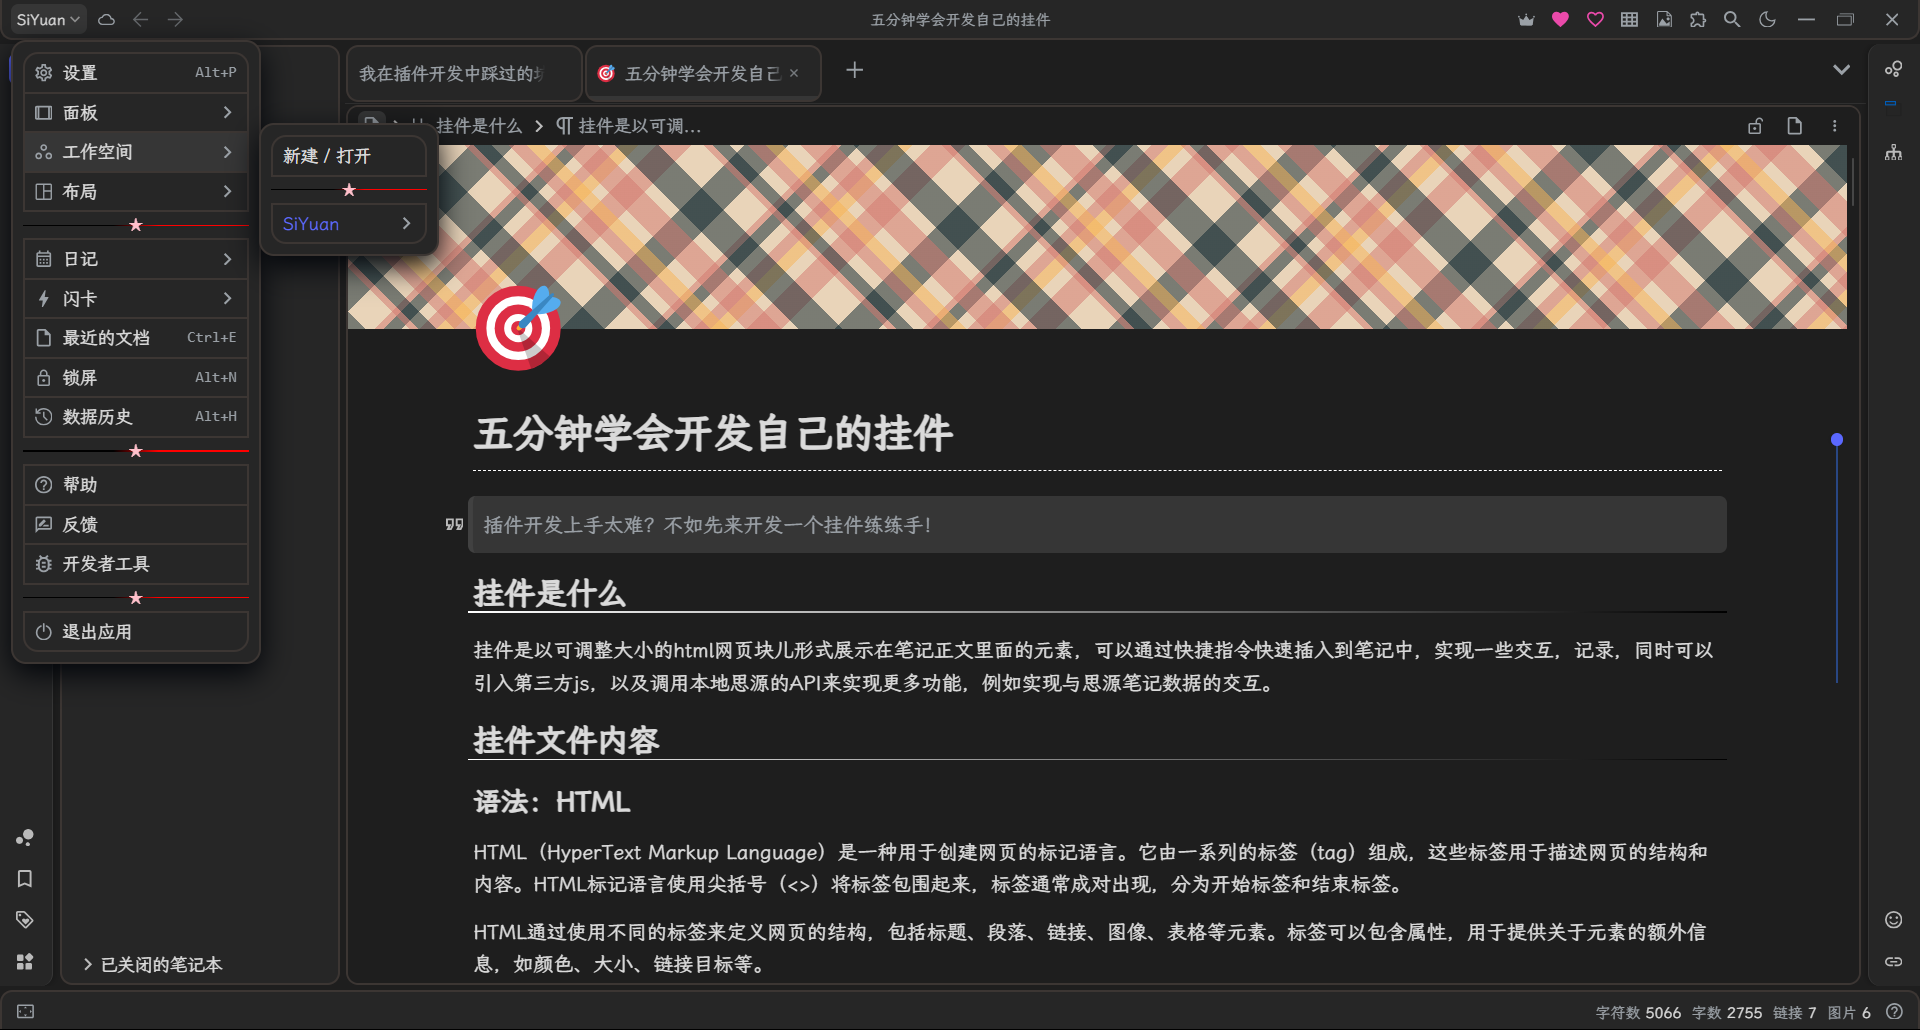 SiYuan
五分钟学会开发自己的挂件
设置 Alt+P
面板
工作空间
布局
日记
闪卡
最近的文档 Ctrl+E
锁屏 Alt+N
数据历史 Alt+H
帮助
反馈
开发者工具
退出应用
新建 / 打开
SiYuan
已关闭的笔记本
我在插件开发中踩过的
五分钟学会开发自己
挂件是什么
挂件是以可调...
五分钟学会开发自己的挂件
插件开发上手太难？不如先来开发一个挂件练练手！
挂件是什么
挂件是以可调整大小的html网页块儿形式展示在笔记正文里面的元素，可以通过快捷指令快速插入到笔记中，实现一些交互，记录，同时可以
引入第三方js，以及调用本地思源的API来实现更多功能，例如实现与思源笔记数据的交互。
挂件文件内容
语法：HTML
HTML（HyperText Markup Language）是一种用于创建网页的标记语言。它由一系列的标签（tag）组成，这些标签用于描述网页的结构和
内容。HTML标记语言使用尖括号（<>）将标签包围起来，标签通常成对出现，分为开始标签和结束标签。
HTML通过使用不同的标签来定义网页的结构，包括标题、段落、链接、图像、表格等元素。标签可以包含属性，用于提供关于元素的额外信
息，如颜色、大小、链接目标等。
字符数 5066 字数 2755 链接 7 图片 6